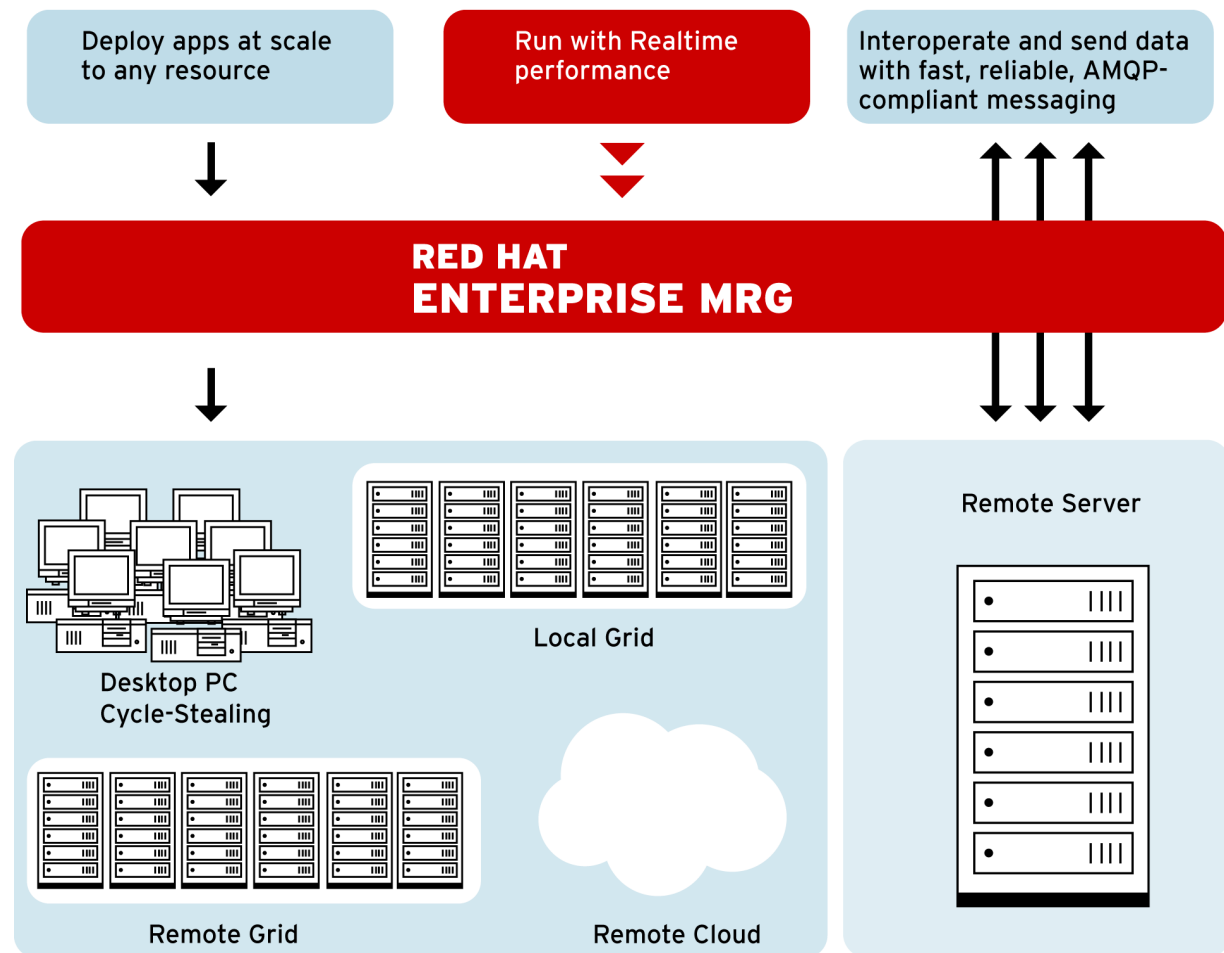 Deploy apps at scale
to any resource
Run with Realtime
performance
Interoperate and send data
with fast, reliable, AMQP-
compliant messaging
RED HAT
ENTERPRISE MRG
Desktop PC
Cycle-Stealing
Local Grid
Remote Grid
Remote Cloud
Remote Server